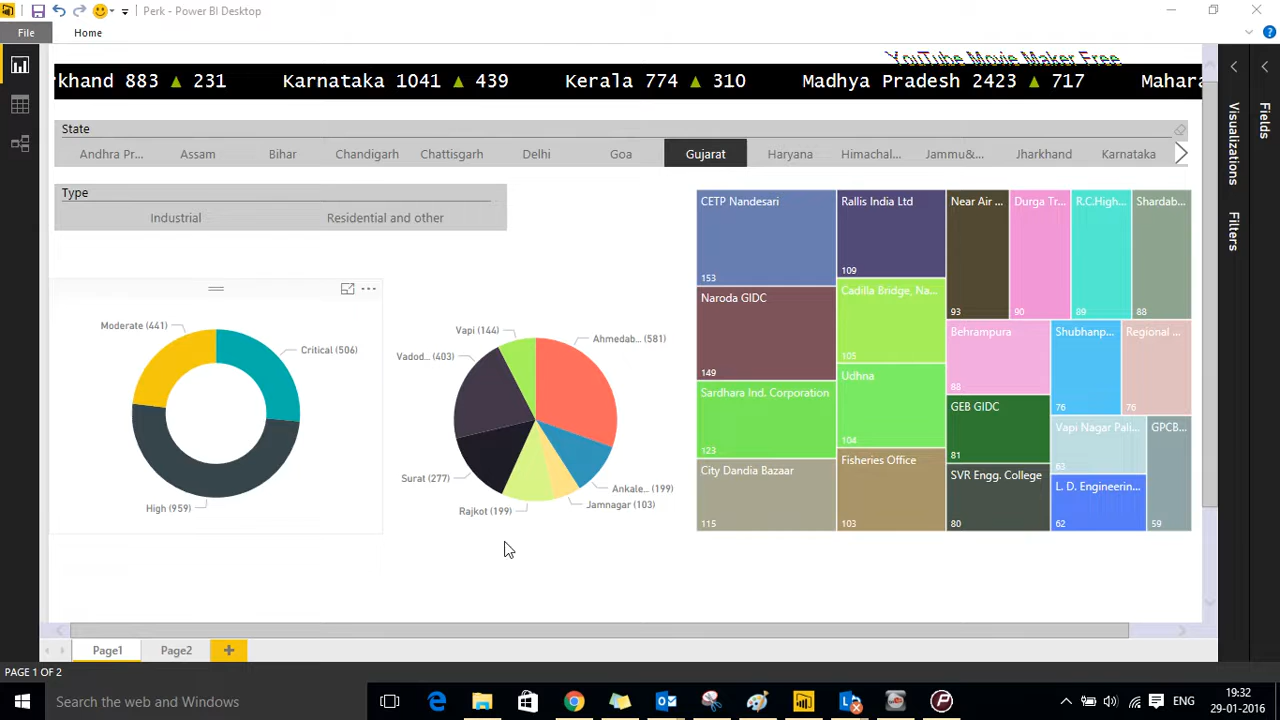 Perk - Power BI Desktop
File
Home
YouTube Movie Maker Free
rkhand 883 ▲ 231 Karnataka 1041 ▲ 439 Kerala 774 ▲ 310 Madhya Pradesh 2423 ▲ 717 Mahara
State
Andhra Pr... Assam Bihar Chandigarh Chattisgarh Delhi Goa Gujarat Haryana Himachal... Jammu&... Jharkhand Karnataka
Type
Industrial Residential and other
Moderate (441)
Critical (506)
High (959)
Vapi (144)
Ahmedab... (581)
Vadod... (403)
Surat (277)
Ankale... (199)
Jamnagar (103)
Rajkot (199)
CETP Nandesari
153
Naroda GIDC
149
Sardhara Ind. Corporation
123
City Dandia Bazaar
115
Rallis India Ltd
109
Cadilla Bridge, Na...
105
Udhna
104
Fisheries Office
103
Near Air ...
93
Durga Tr...
90
R.C.High...
89
Shardab...
88
Behrampura
88
GEB GIDC
81
SVR Engg. College
80
Shubhanp...
76
Regional ...
76
Vapi Nagar Pali...
63
L. D. Engineerin...
62
GPCB...
59
Visualizations
Filters
Fields
Page1
Page2
PAGE 1 OF 2
Search the web and Windows
ENG
19:32
29-01-2016